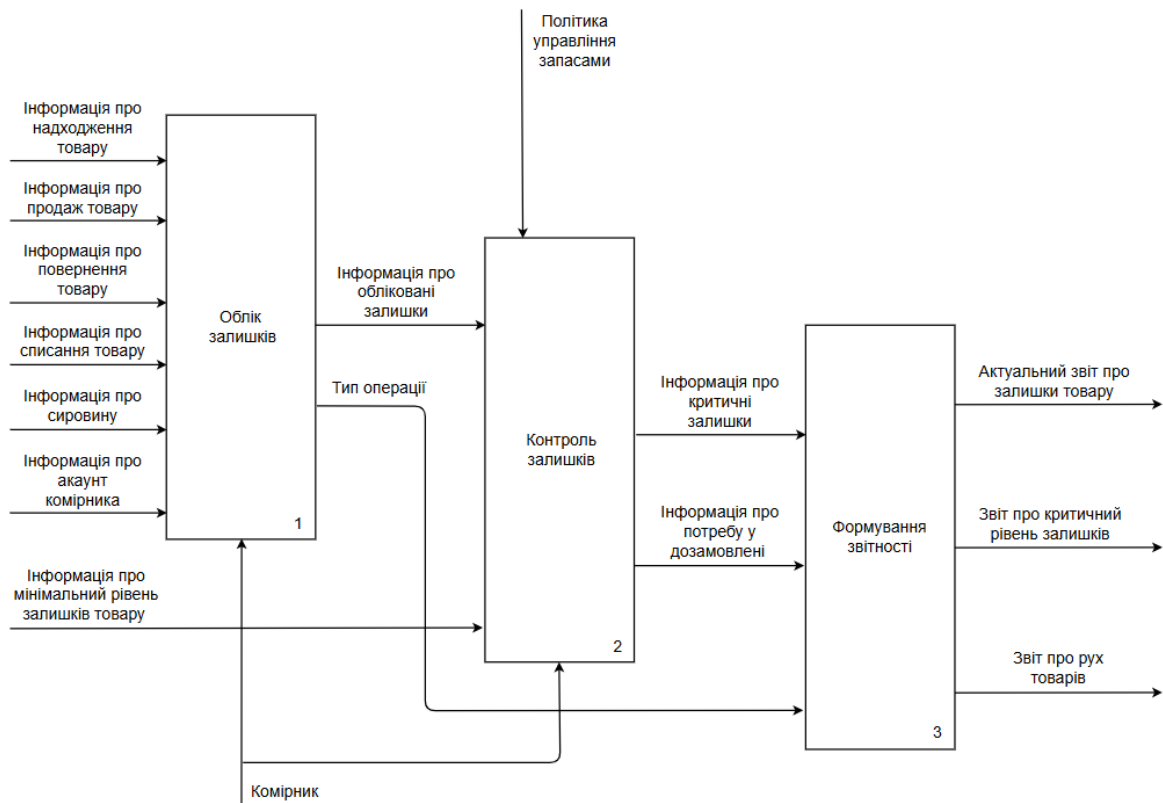 Політика
управління
запасами
Інформація про
надходження
товару
Інформація про
продаж товару
Інформація про
повернення
товару
Інформація про
списання товару
Інформація про
сировину
Інформація про
акаунт
комірника
Облік
залишків
1
Інформація про
мінімальний рівень
залишків товару
Інформація про
обліковані
залишки
Тип операції
Контроль
залишків
2
Інформація про
критичні
залишки
Інформація про
потребу у
дозамовлені
Формування
звітності
3
Актуальний звіт про
залишки товару
Звіт про критичний
рівень залишків
Звіт про рух
товарів
Комірник